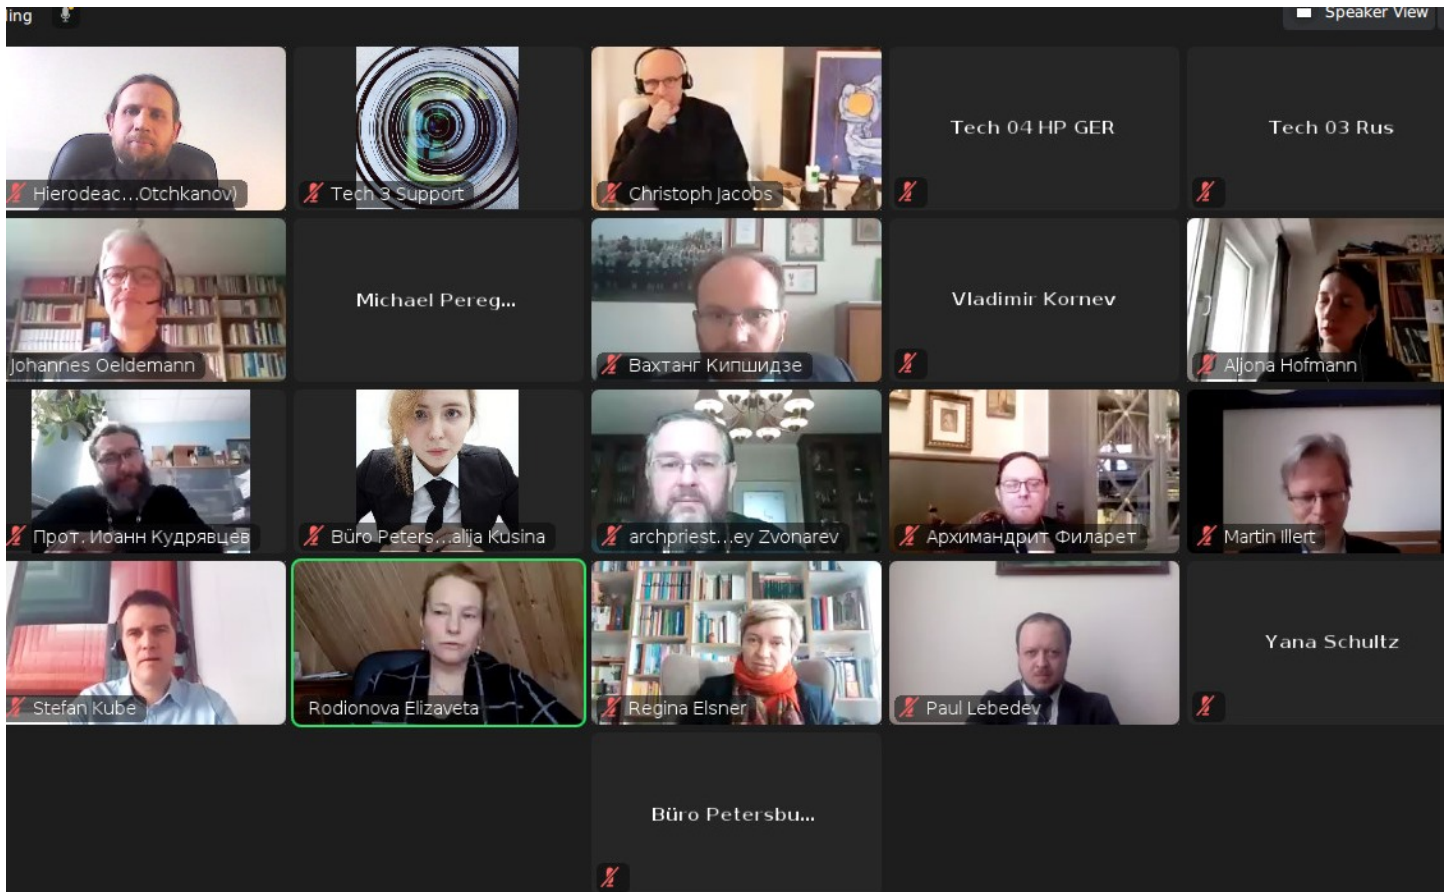 ing
Speaker View
Hierodeac...Otchkanov)
Tech 3 Support
Christoph Jacobs
Tech 04 HP GER
Tech 03 Rus
Johannes Oeldemann
Michael Pereg...
Вахтанг Кипшидзе
Vladimir Kornev
Aljona Hofmann
Прот. Иоанн Кудрявцев
Büro Peters...alija Kusina
archpriest...ey Zvonarev
Архимандрит Филарет
Martin Illert
Stefan Kube
Rodionova Elizaveta
Regina Elsner
Paul Lebedev
Yana Schultz
Büro Petersbu...